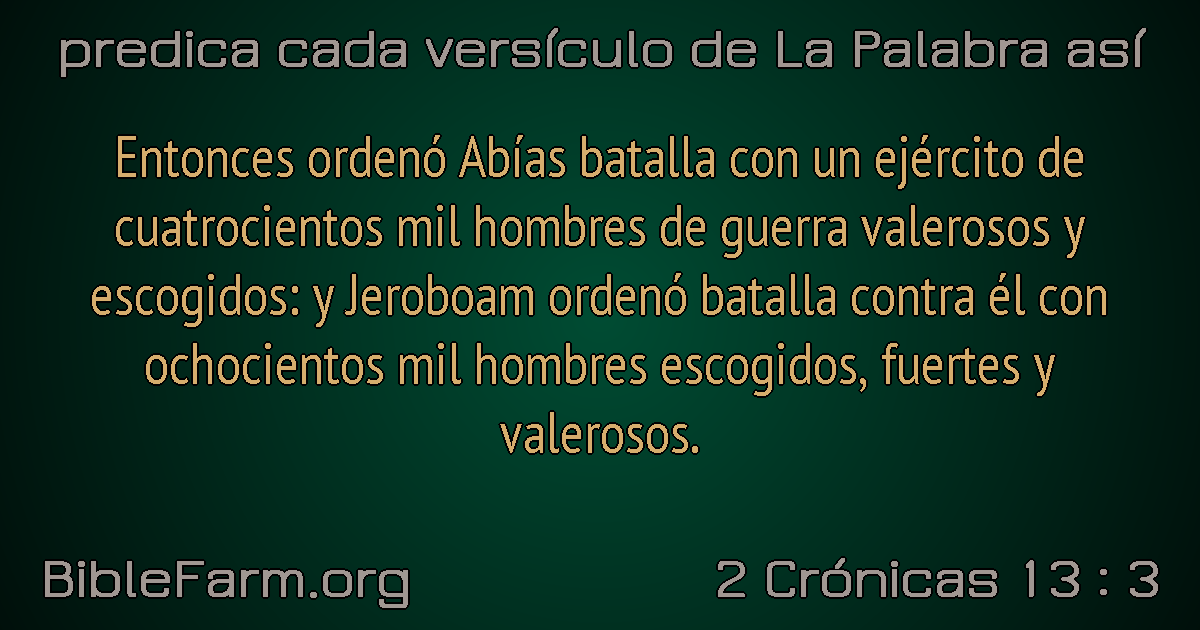 predica cada versículo de La Palabra así
Entonces ordenó Abías batalla con un ejército de
cuatrocientos mil hombres de guerra valerosos y
escogidos: y Jeroboam ordenó batalla contra él con
ochocientos mil hombres escogidos, fuertes y
valerosos.
BibleFarm.org
2 Crónicas 13 : 3